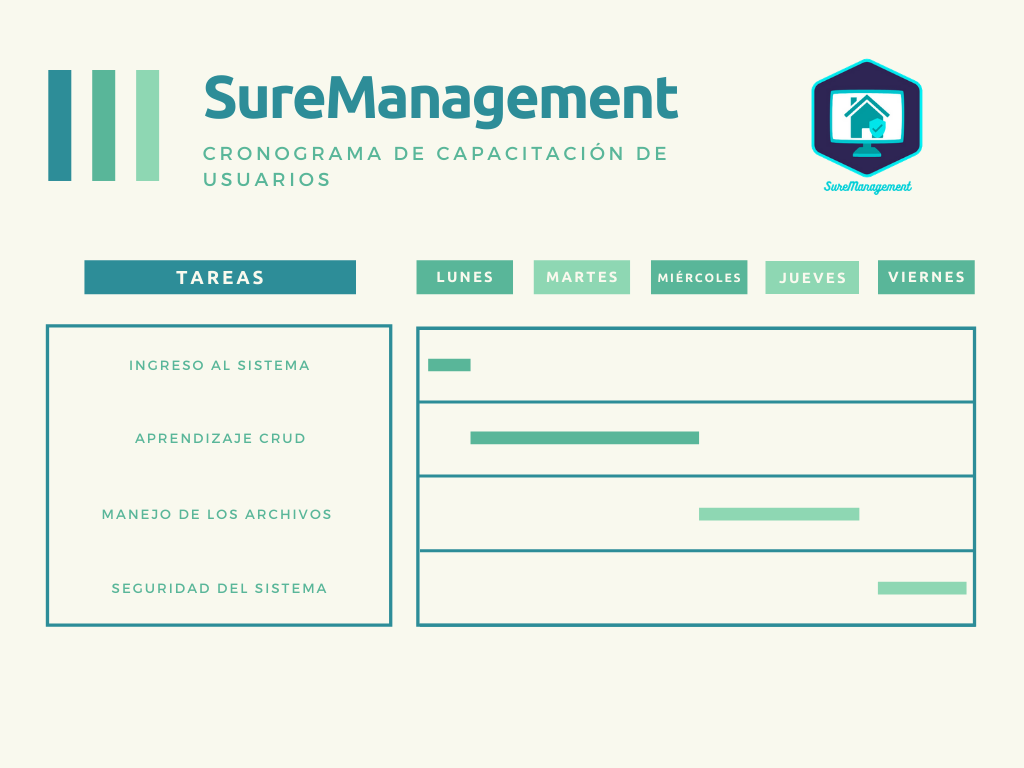 SureManagement
CRONOGRAMA DE CAPACITACIÓN DE
USUARIOS
SureManagement
TAREAS
LUNES
MARTES
MIÉRCOLES
JUEVES
VIERNES
INGRESO AL SISTEMA
APRENDIZAJE CRUD
MANEJO DE LOS ARCHIVOS
SEGURIDAD DEL SISTEMA